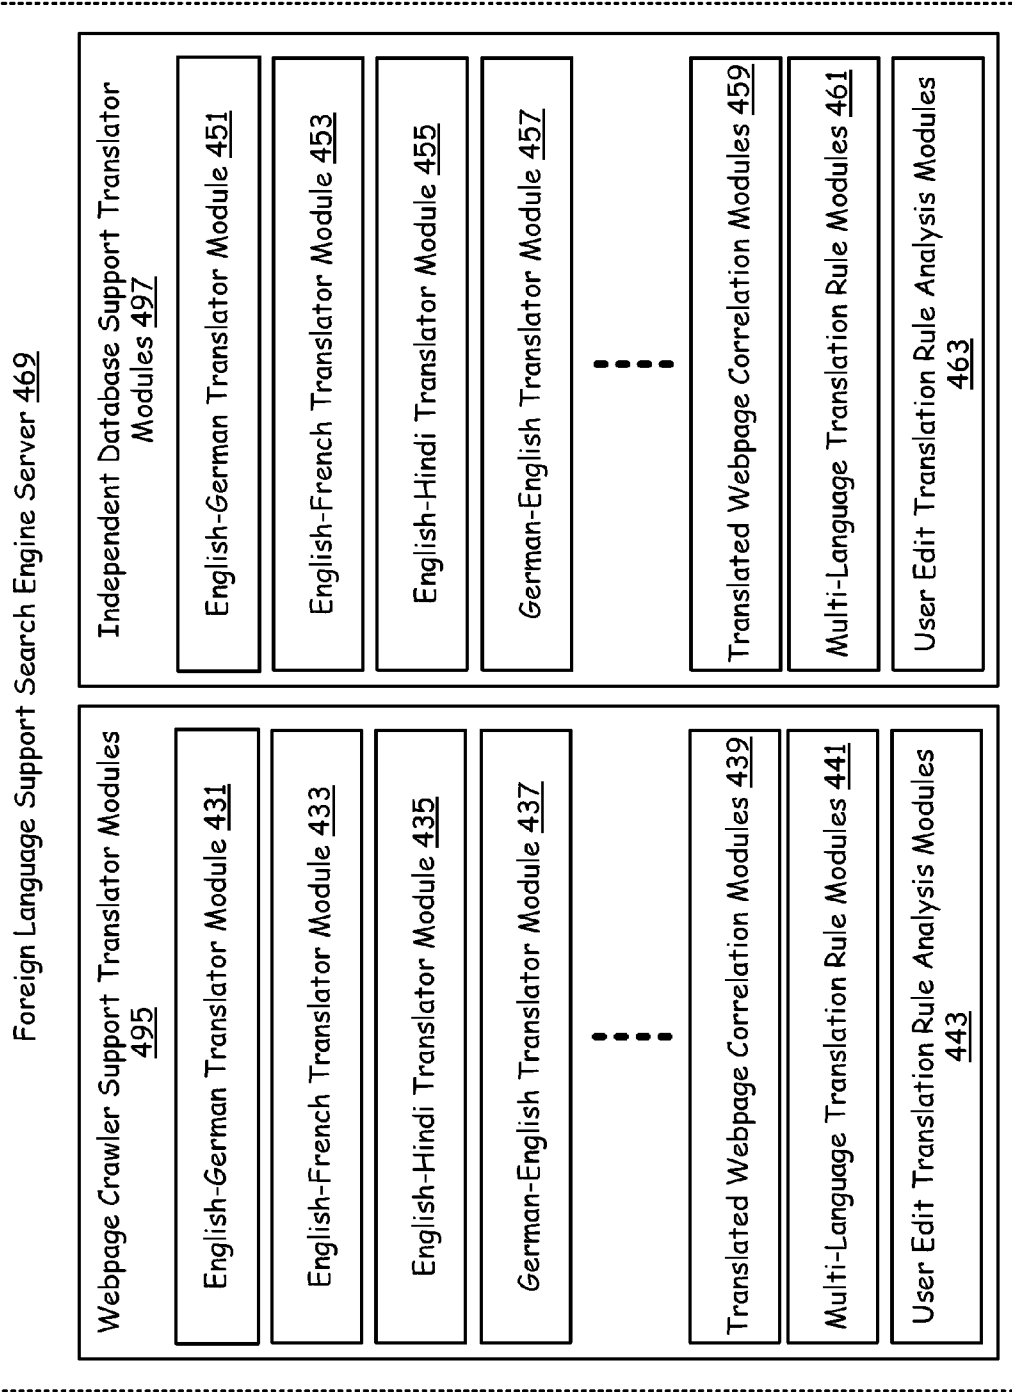 Foreign Language Support Search Engine Server 469
Webpage Crawler Support Translator Modules
495
English-German Translator Module 431
English-French Translator Module 433
English-Hindi Translator Module 435
German-English Translator Module 437
Translated Webpage Correlation Modules 439
Multi-Language Translation Rule Modules 441
User Edit Translation Rule Analysis Modules
443
Independent Database Support Translator
Modules 497
English-German Translator Module 451
English-French Translator Module 453
English-Hindi Translator Module 455
German-English Translator Module 457
Translated Webpage Correlation Modules 459
Multi-Language Translation Rule Modules 461
User Edit Translation Rule Analysis Modules
463